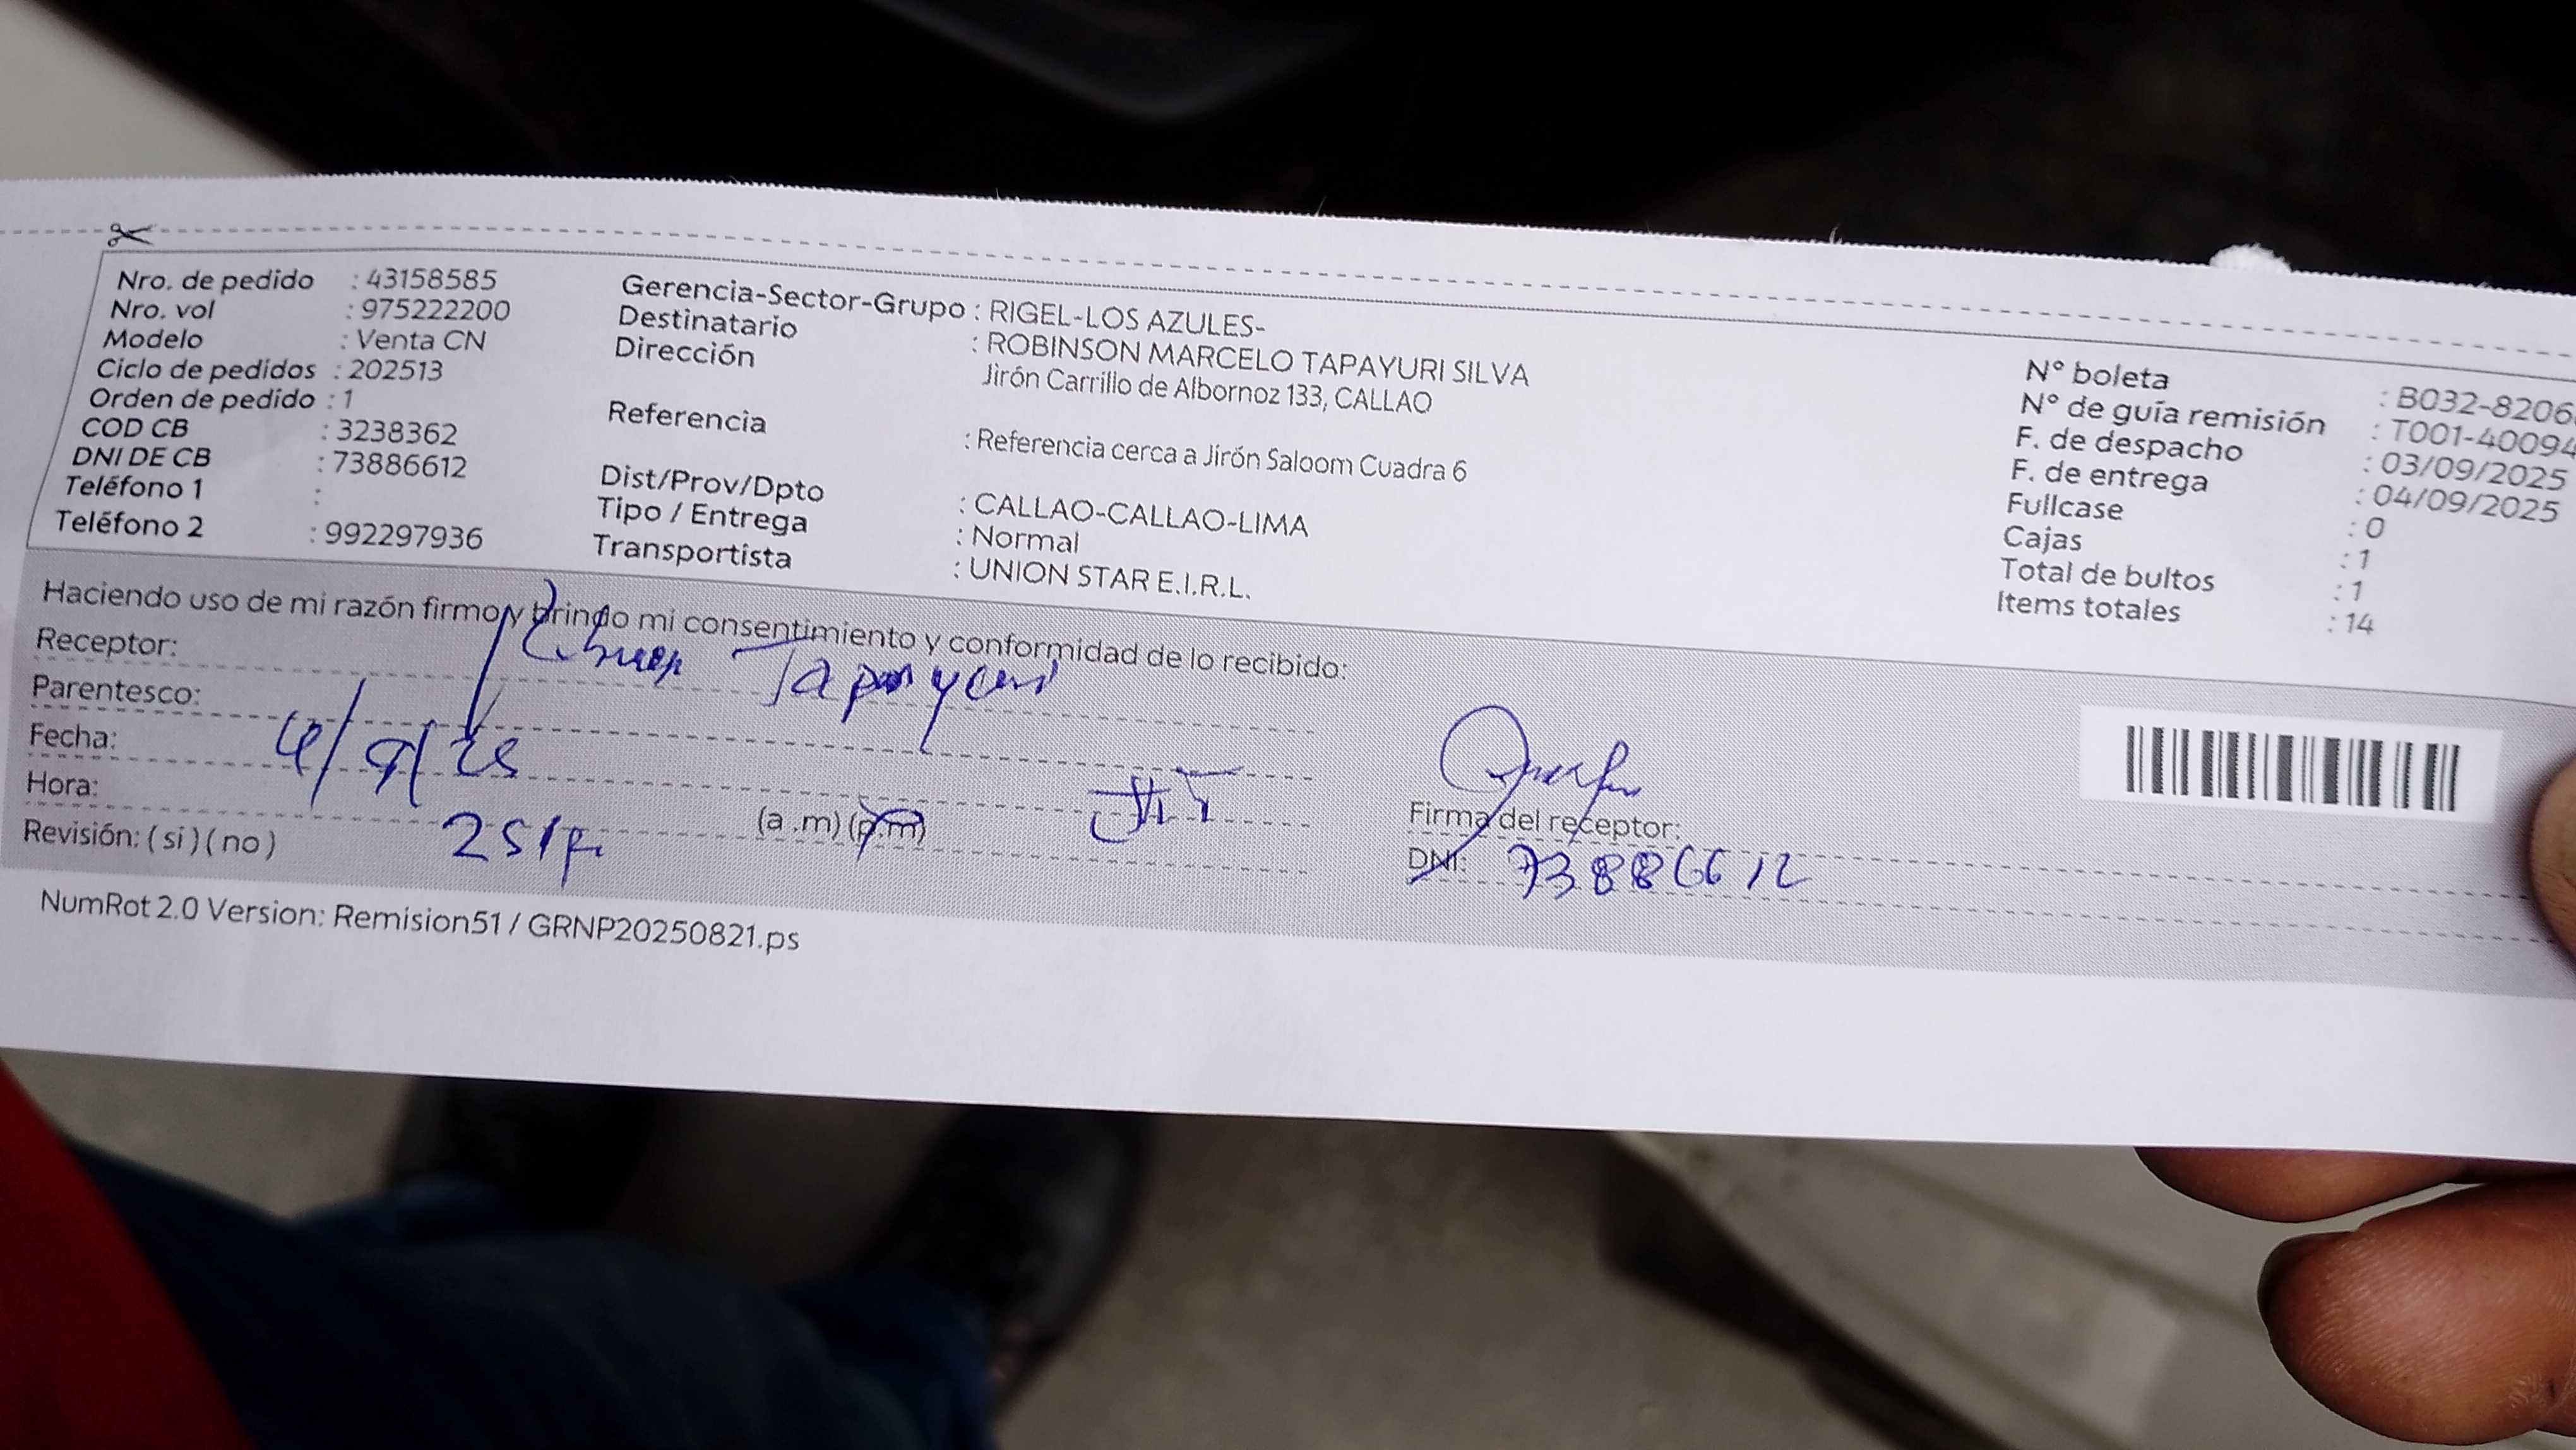 Nro. de pedido : 43158585
Nro. vol : 975222200
Modelo : Venta CN
Ciclo de pedidos : 202513
Orden de pedido : 1
COD CB : 3238362
DNI DE CB : 73886612
Teléfono 1 :
Teléfono 2 : 992297936
Gerencia-Sector-Grupo : RIGEL-LOS AZULES-
Destinatario : ROBINSON MARCELO TAPAYURI SILVA
Dirección Jirón Carrillo de Albornoz 133, CALLAO
Referencia : Referencia cerca a Jirón Saloom Cuadra 6
Dist/Prov/Dpto : CALLAO-CALLAO-LIMA
Tipo / Entrega : Normal
Transportista : UNION STAR E.I.R.L.
N° boleta : B032-8206
N° de guía remisión : T001-40094
F. de despacho : 03/09/2025
F. de entrega : 04/09/2025
Fullcase : 0
Cajas : 1
Total de bultos : 1
Items totales : 14
Haciendo uso de mi razón firmo y brindo mi consentimiento y conformidad de lo recibido:
Receptor: Tapayuri
Parentesco:
Fecha: 4/9/25
Hora: (a .m) (p.m)
Revisión: ( si ) ( no )
Firma del receptor:
DNI: 73886612
NumRot 2.0 Version: Remision51 / GRNP20250821.ps